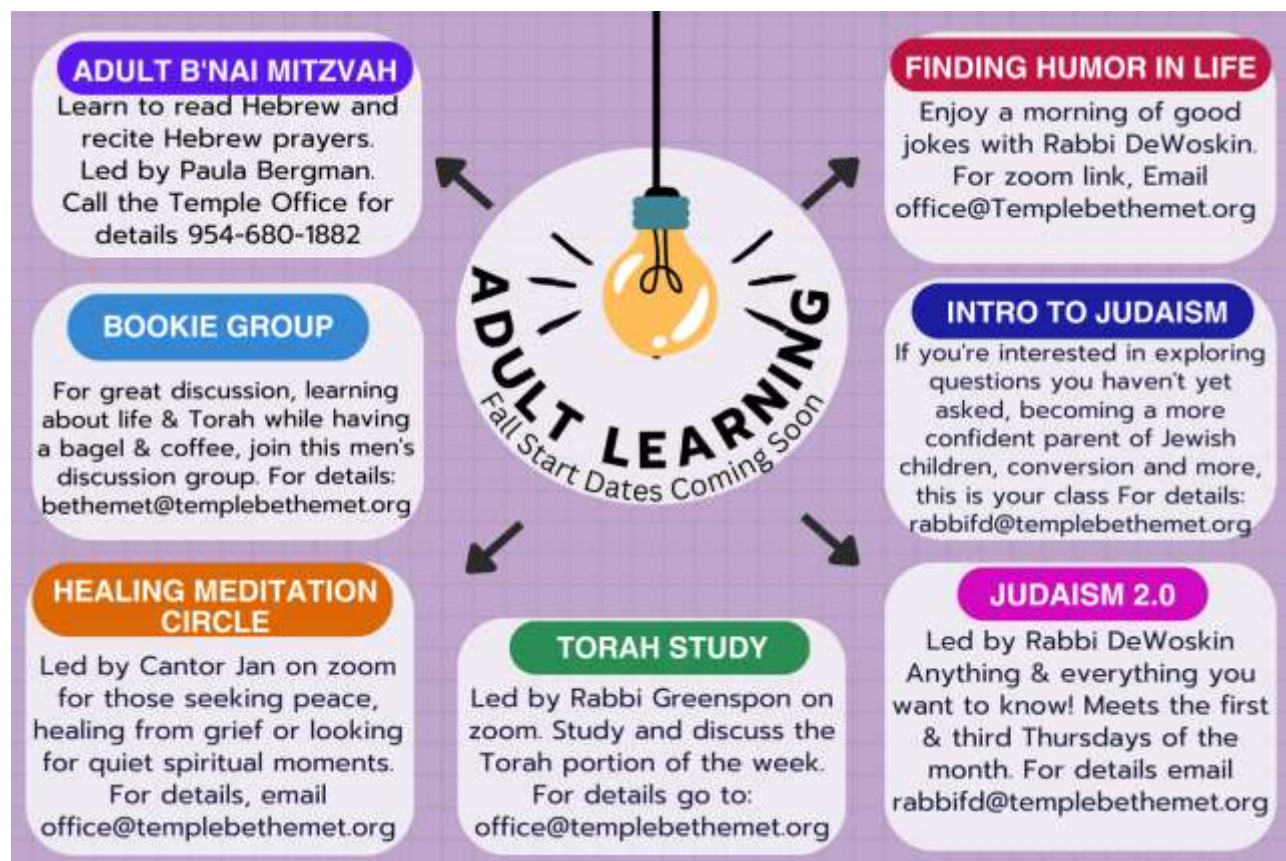 ADULT B'NAI MITZVAH
Learn to read Hebrew and
recite Hebrew prayers.
Led by Paula Bergman.
Call the Temple Office for
details 954-680-1882
BOOKIE GROUP
For great discussion, learning
about life & Torah while having
a bagel & coffee, join this men's
discussion group. For details:
bethemet@templebethemet.org
HEALING MEDITATION
CIRCLE
Led by Cantor Jan on zoom
for those seeking peace,
healing from grief or looking
for quiet spiritual moments.
For details, email
office@templebethemet.org
ADULT LEARNING
Fall Start Dates Coming Soon
TORAH STUDY
Led by Rabbi Greenspon on
zoom. Study and discuss the
Torah portion of the week.
For details go to:
office@templebethemet.org
FINDING HUMOR IN LIFE
Enjoy a morning of good
jokes with Rabbi DeWoskin.
For zoom link, Email
office@Templebethemet.org
INTRO TO JUDAISM
If you're interested in exploring
questions you haven't yet
asked, becoming a more
confident parent of Jewish
children, conversion and more,
this is your class For details:
rabbifd@templebethemet.org
JUDAISM 2.0
Led by Rabbi DeWoskin
Anything & everything you
want to know! Meets the first
& third Thursdays of the
month. For details email
rabbifd@templebethemet.org